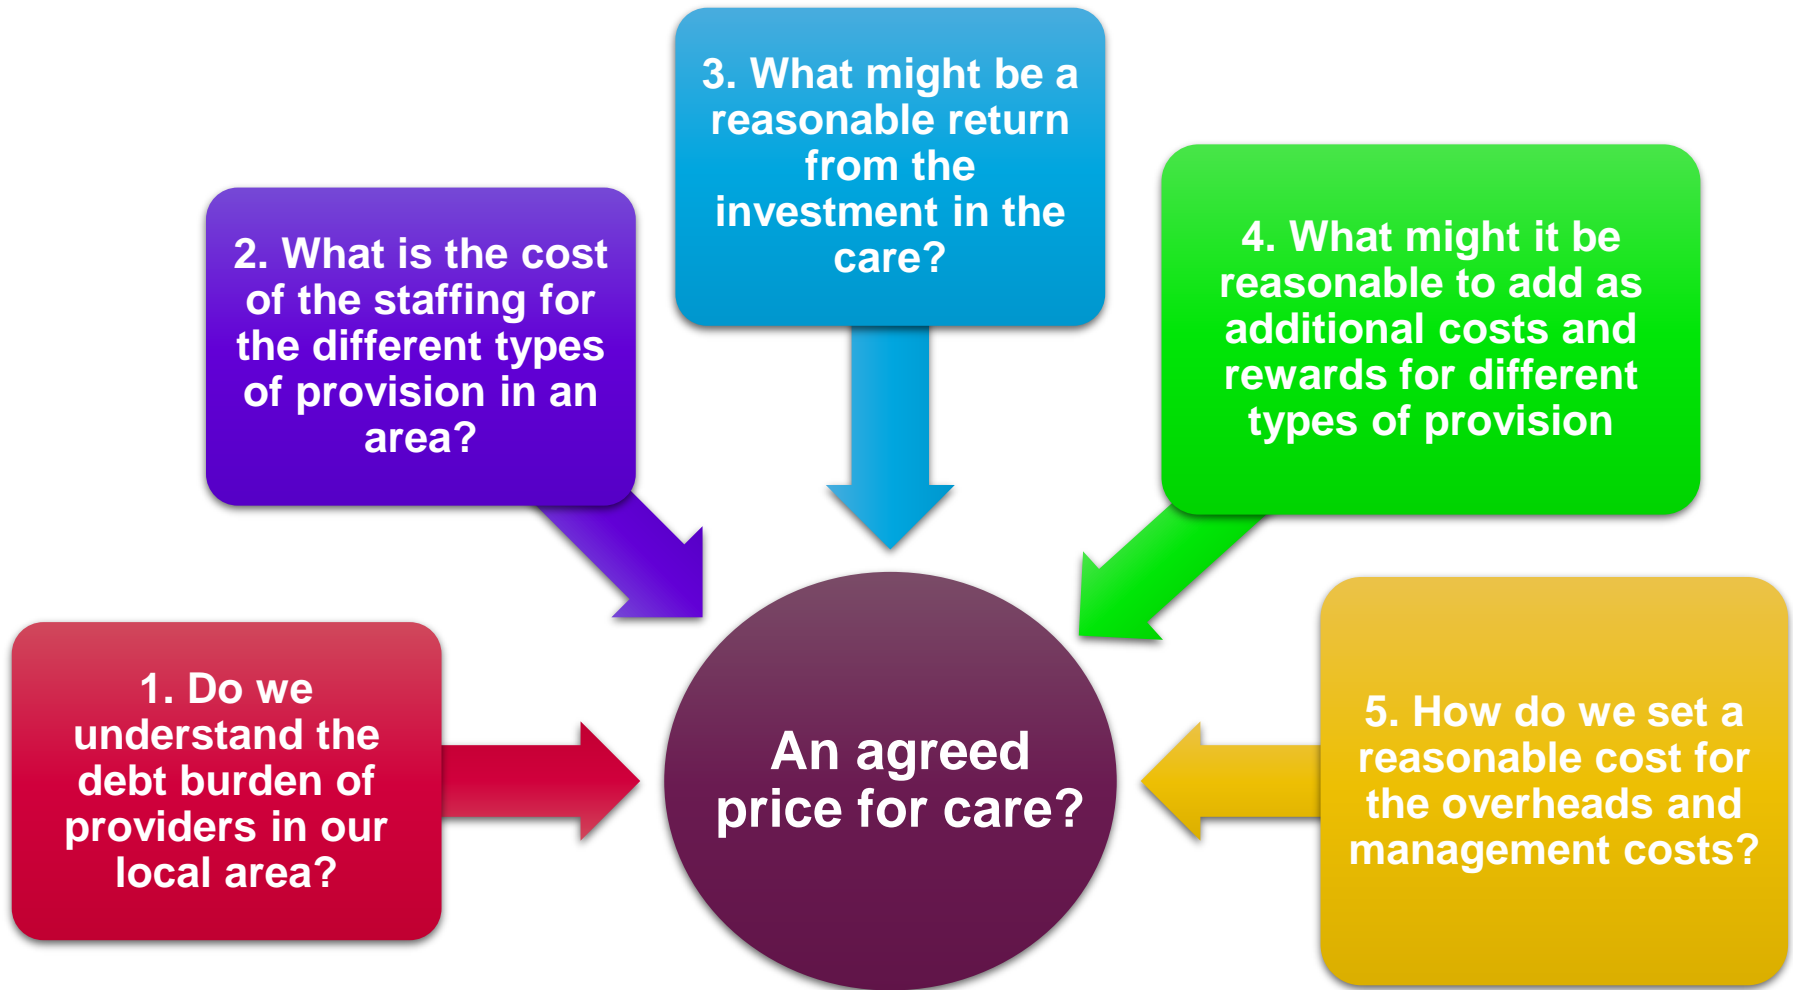 1. Do we
understand the
debt burden of
providers in our
local area?
2. What is the cost
of the staffing for
the different types
of provision in an
area?
3. What might be a
reasonable return
from the
investment in the
care?
4. What might it be
reasonable to add as
additional costs and
rewards for different
types of provision
5. How do we set a
reasonable cost for
the overheads and
management costs?
An agreed
price for care?